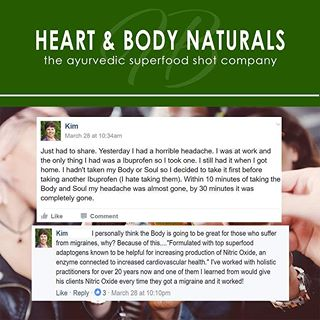 HEART & BODY NATURALS
the ayurvedic superfood shot company
Kim
March 28 at 10:34am
Just had to share. Yesterday I had a horrible headache. I was at work and
the only thing I had was a Ibuprofen so I took one. I still had it when I got
home. I hadn't taken my Body or Soul so I decided to take it first before
taking another Ibuprofen (I hate taking them). Within 10 minutes of taking the
Body and Soul my headache was almost gone, by 30 minutes it was
completely gone.
Like Comment
Kim I personally think the Body is going to be great for those who suffer
from migraines, why? Because of this...."Formulated with top superfood
adaptogens known to be helpful for increasing production of Nitric Oxide, an
enzyme connected to increased cardiovascular health." I've worked with holistic
practitioners for over 20 years now and one of them I learned from would give
his clients Nitric Oxide every time they got a migraine and it worked!
Like · Reply · 3 · March 28 at 10:10pm